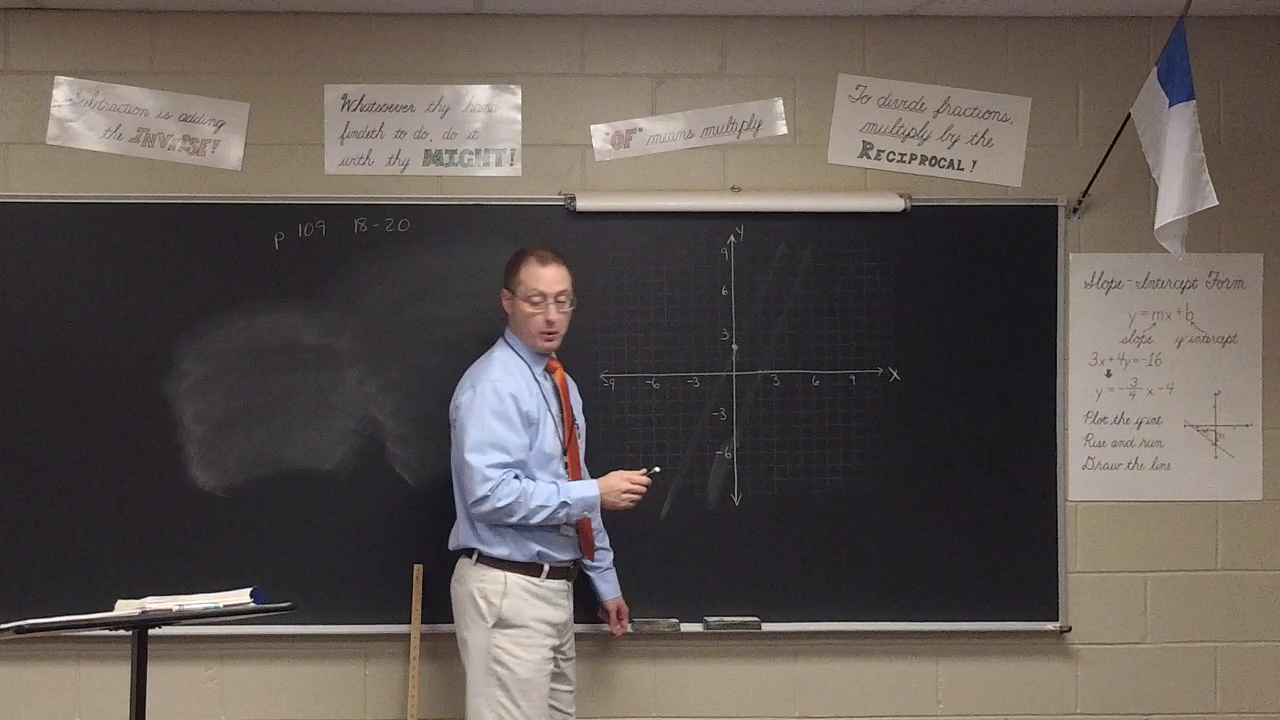 Subtraction is adding
the INVERSE!
Whatsoever thy hand
findeth to do, do it
with thy MIGHT!
"OF" means multiply
To divide fractions,
multiply by the
RECIPROCAL!
p 109 18-20
y
9
6
3
-9 -6 -3 3 6 9 x
-3
-6
Slope-Intercept Form
y = mx + b
slope y-intercept
3x + 4y = -16
y = -3/4 x - 4
Plot the y-int
Rise and run
Draw the line